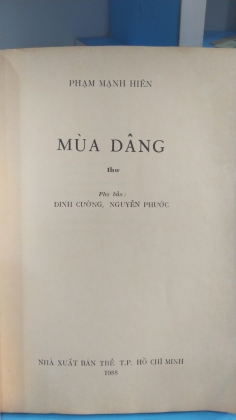 PHẠM MẠNH HIÊN
MÙA DÂNG
thơ
Phụ bản :
ĐINH CƯỜNG, NGUYỄN PHƯỚC
NHÀ XUẤT BẢN TRẺ T.P. HỒ CHÍ MINH
1988